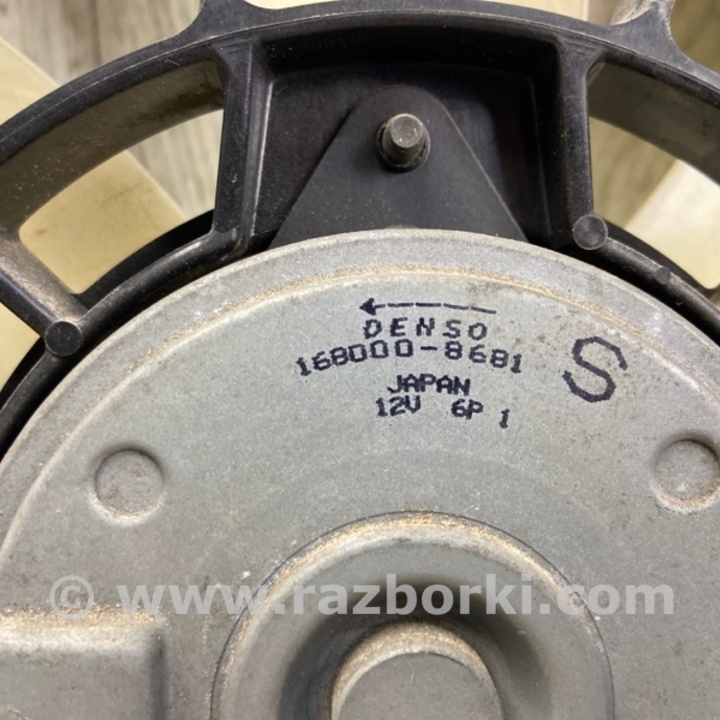 DENSO
168000-8681
JAPAN
12V 6P 1
S
© www.razborki.com